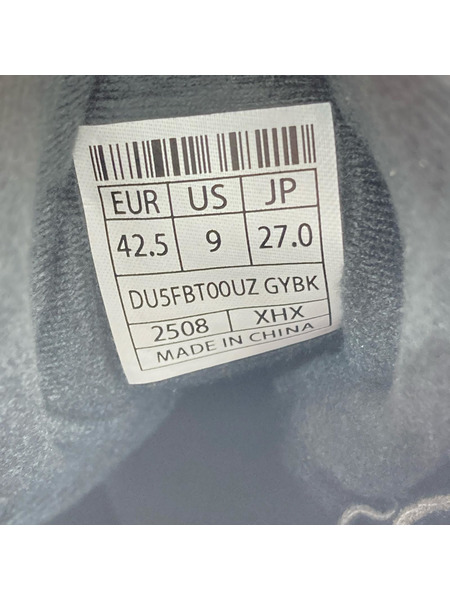 EUR US JP
42.5 9 27.0
DU5FBT00UZ GYBK
2508 XHX
MADE IN CHINA